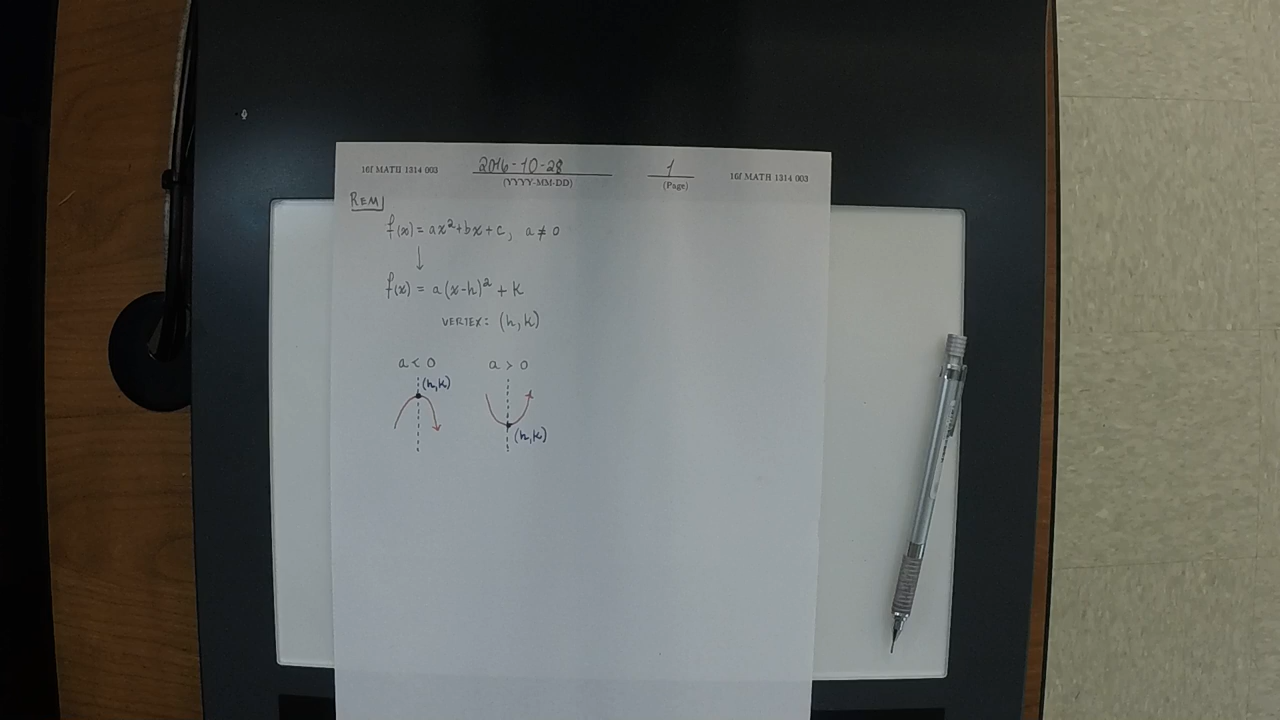 16f MATH 1314 003 2016-10-28 1 16f MATH 1314 003
(YYYY-MM-DD) (Page)
REM
f(x) = ax²+bx+c, a ≠ 0
↓
f(x) = a(x-h)² + k
VERTEX: (h,k)
a < 0 a > 0
(h,k)
(h,k)